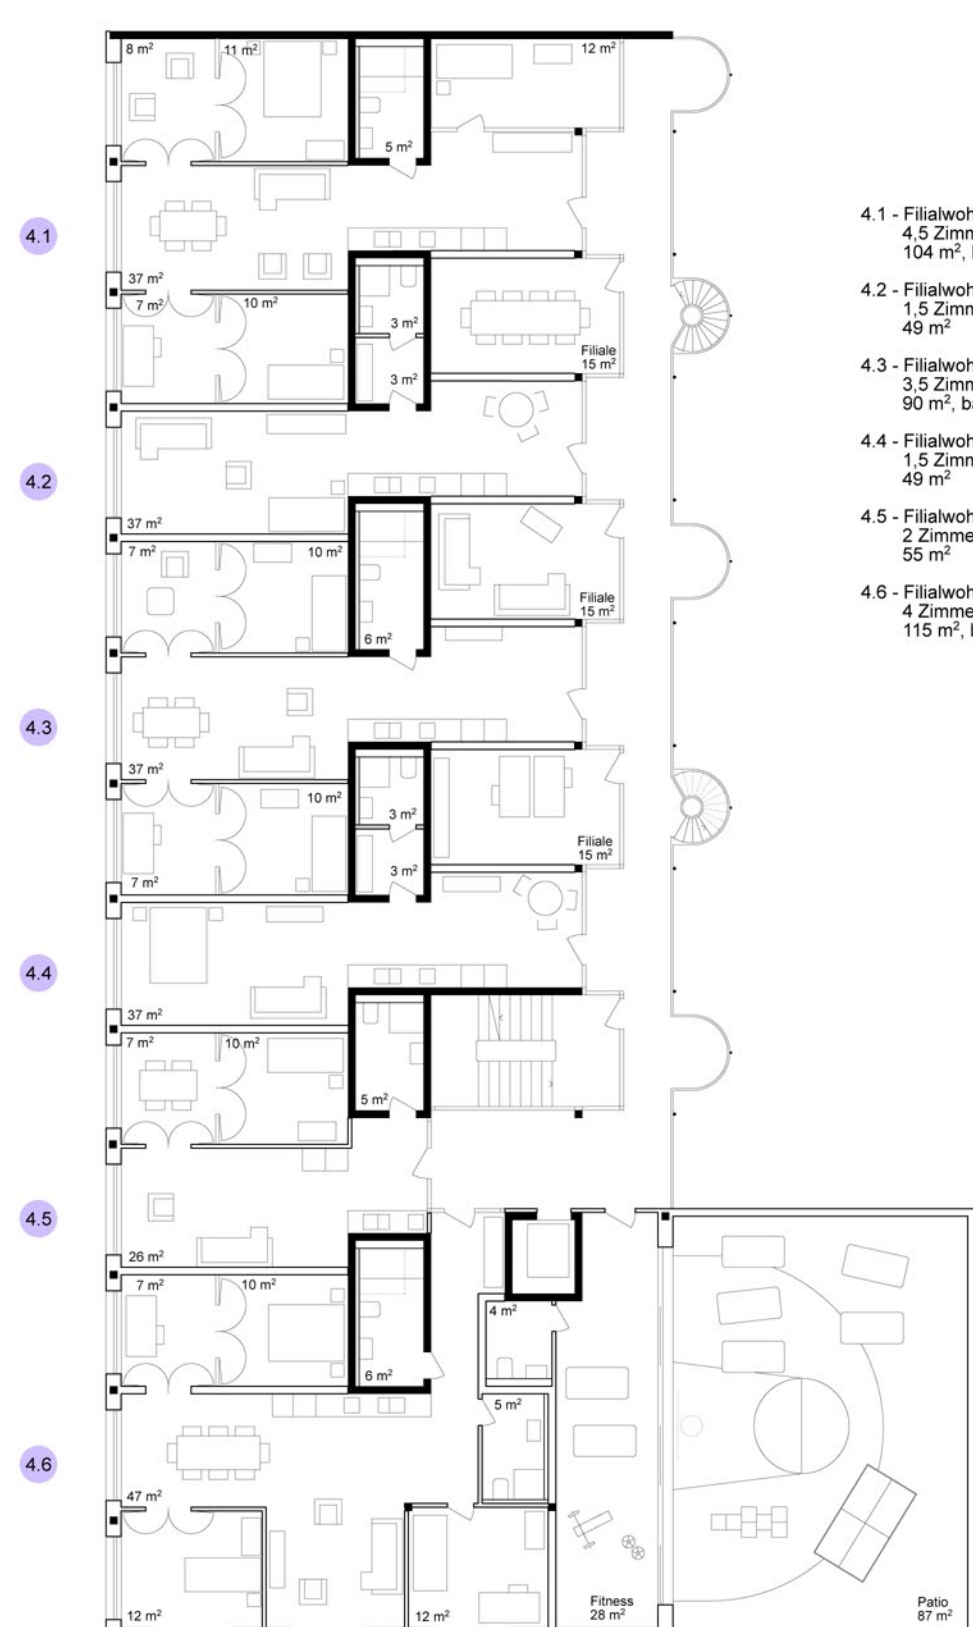 8 m²
11 m²
12 m²
5 m²
4.1
37 m²
7 m²
10 m²
3 m²
3 m²
Filiale
15 m²
4.2
37 m²
7 m²
10 m²
Filiale
15 m²
6 m²
4.3
37 m²
10 m²
7 m²
3 m²
3 m²
Filiale
15 m²
4.4
37 m²
7 m²
10 m²
5 m²
4.5
26 m²
7 m²
10 m²
6 m²
4 m²
5 m²
4.6
47 m²
12 m²
12 m²
Fitness
28 m²
Patio
87 m²
4.1 - Filialwoh
4,5 Zimm
104 m²,
4.2 - Filialwoh
1,5 Zimm
49 m²
4.3 - Filialwoh
3,5 Zimm
90 m², ba
4.4 - Filialwoh
1,5 Zimm
49 m²
4.5 - Filialwoh
2 Zimme
55 m²
4.6 - Filialwoh
4 Zimme
115 m²,